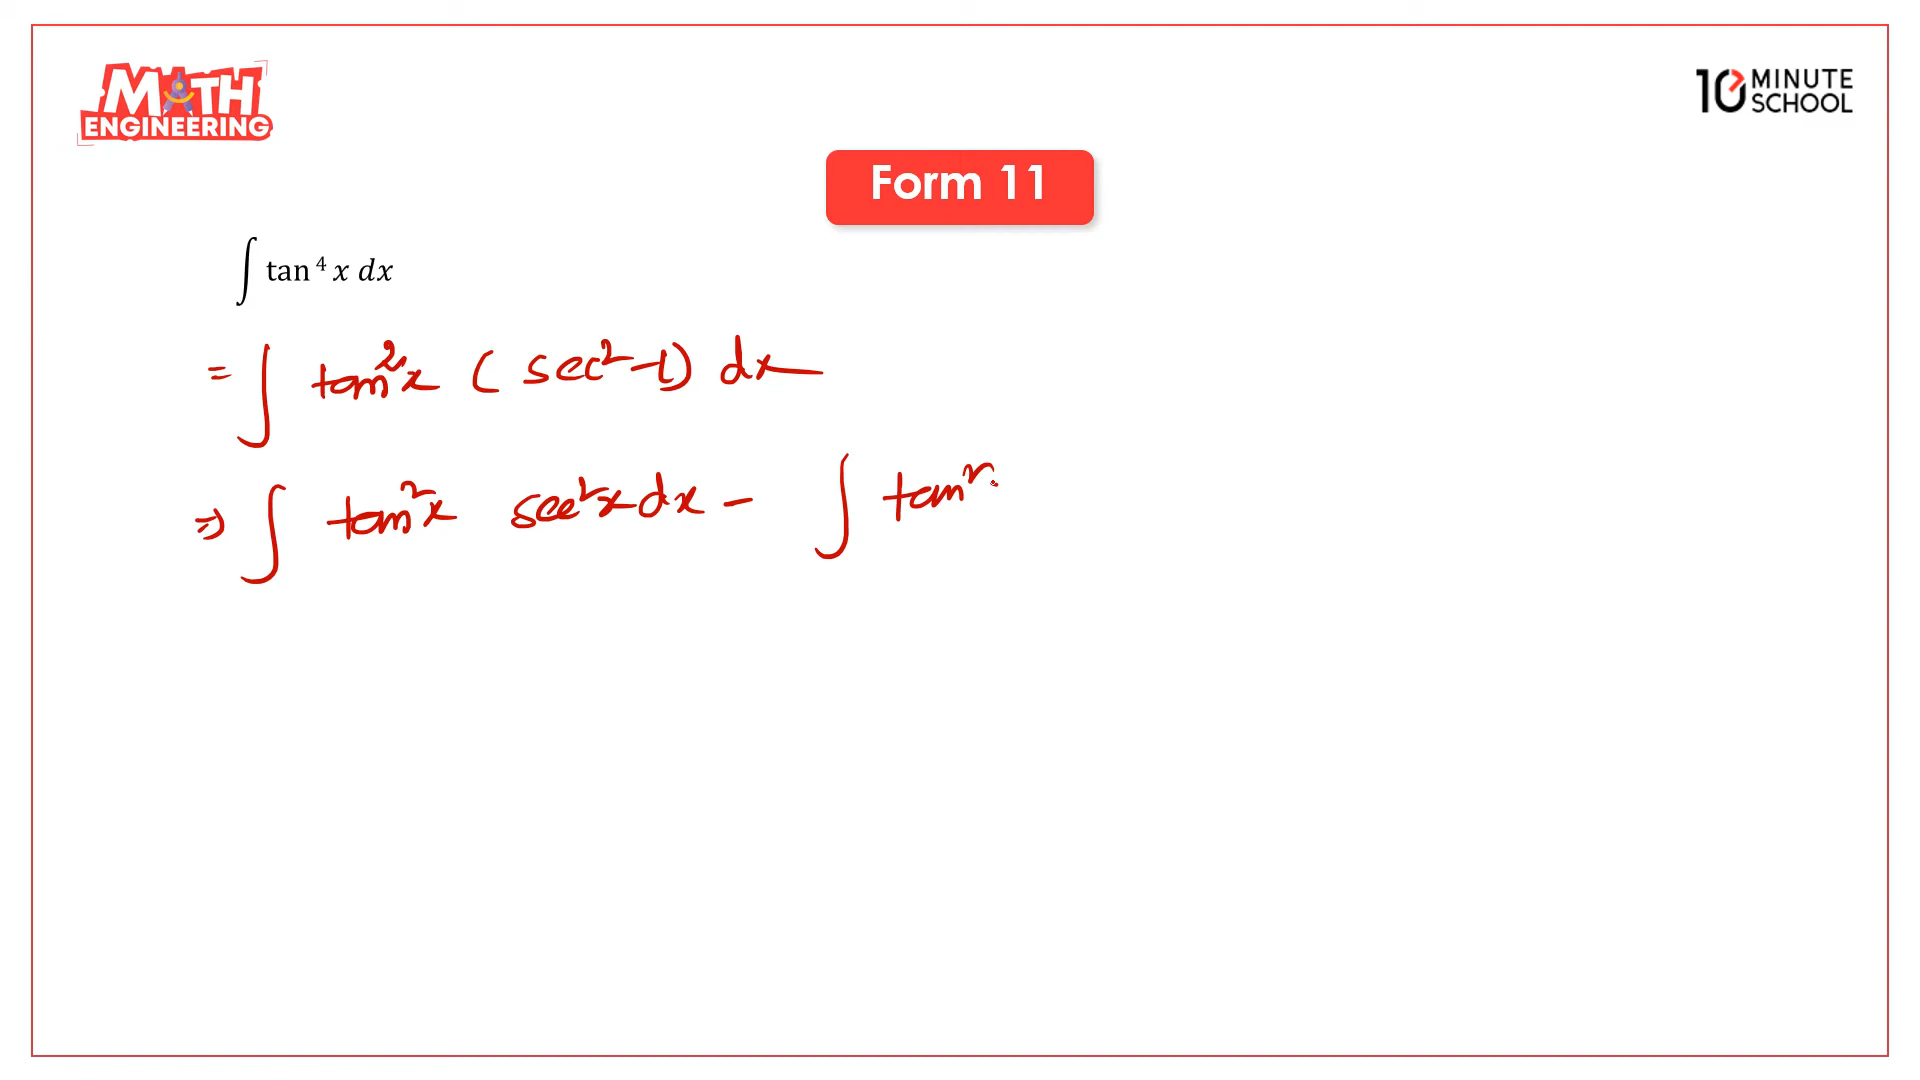 MATH
ENGINEERING
10 MINUTE
SCHOOL
Form 11
∫ tan⁴ x dx
= ∫ tan²x (sec² -1) dx
⇒ ∫ tan²x sec²x dx - ∫ tan²